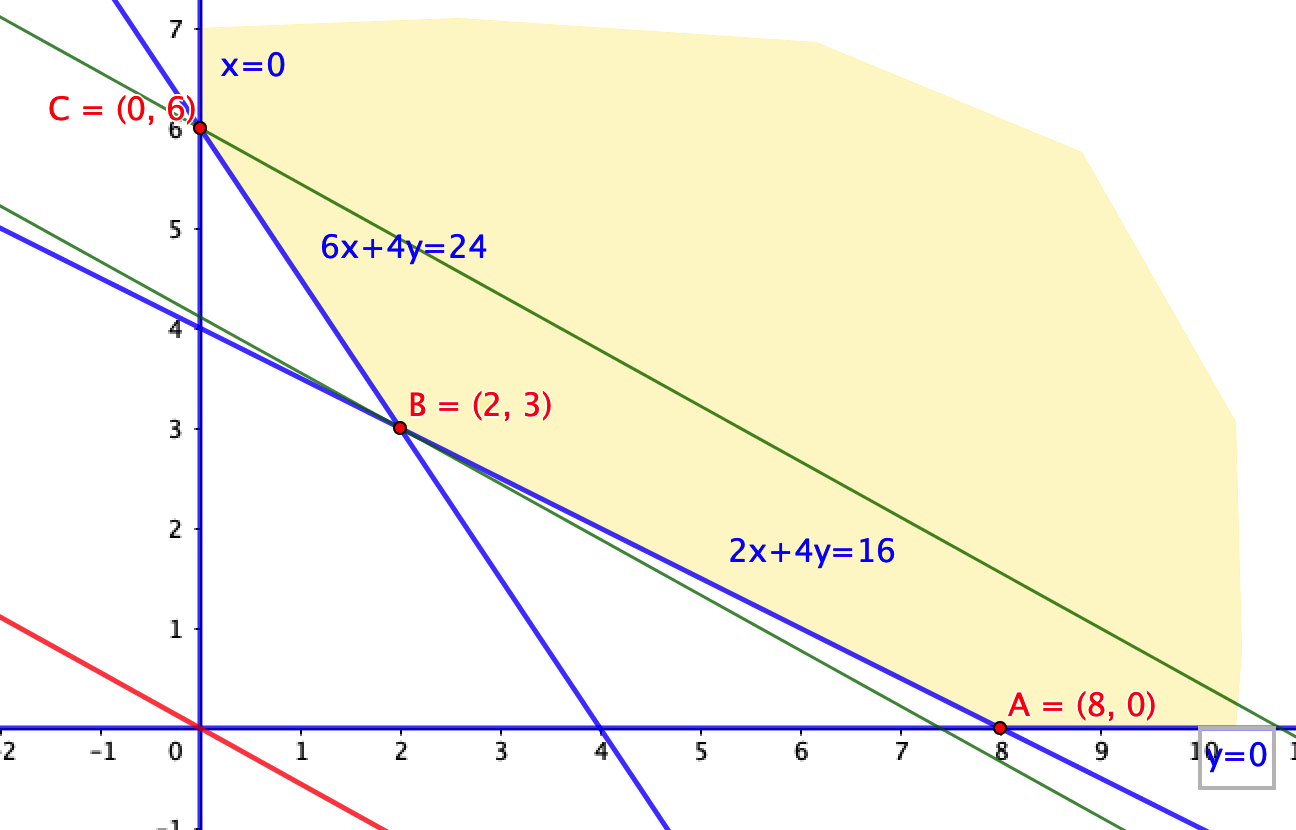 7
x=0
C = (0, 6)
6
5
6x+4y=24
4
B = (2, 3)
3
2
2x+4y=16
1
A = (8, 0)
-2 −1 0 1 2 3 4 5 6 7 8 9 10
y=0
−1